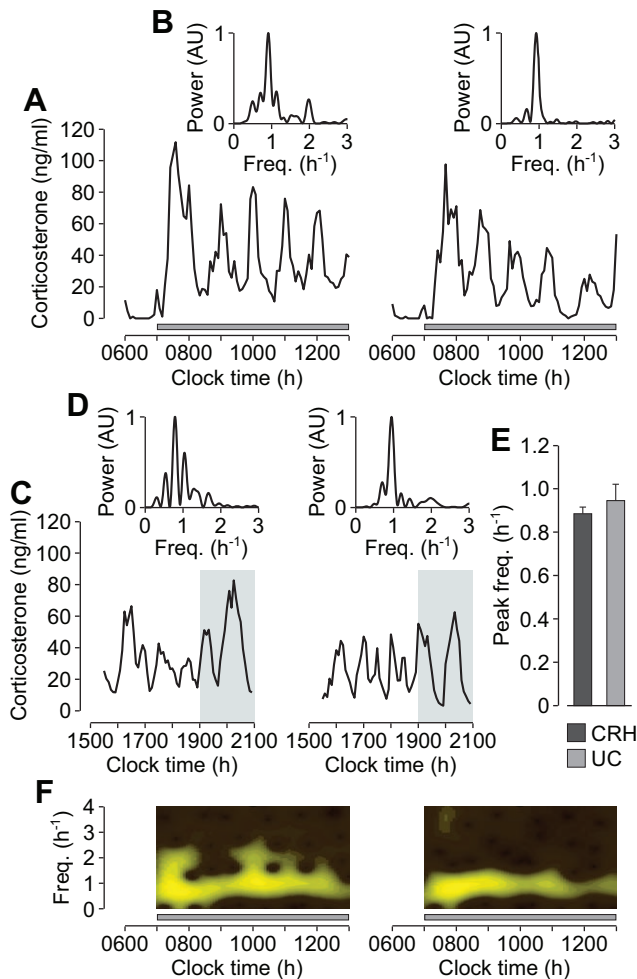 B
Power (AU)
1
0
0 1 2 3
Freq. (h-1)
Power (AU)
1
0
0 1 2 3
Freq. (h-1)
A
Corticosterone (ng/ml)
120
100
80
60
40
20
0
0600 0800 1000 1200
Clock time (h)
0600 0800 1000 1200
Clock time (h)
D
Power (AU)
1
0
0 1 2 3
Freq. (h-1)
Power (AU)
1
0
0 1 2 3
Freq. (h-1)
C
Corticosterone (ng/ml)
120
100
80
60
40
20
0
1500 1700 1900 2100
Clock time (h)
1500 1700 1900 2100
Clock time (h)
E
Peak freq. (h-1)
1.2
1.0
0.8
0.6
0.4
0.2
0
CRH
UC
F
Freq. (h-1)
4
3
2
1
0
0600 0800 1000 1200
Clock time (h)
0600 0800 1000 1200
Clock time (h)